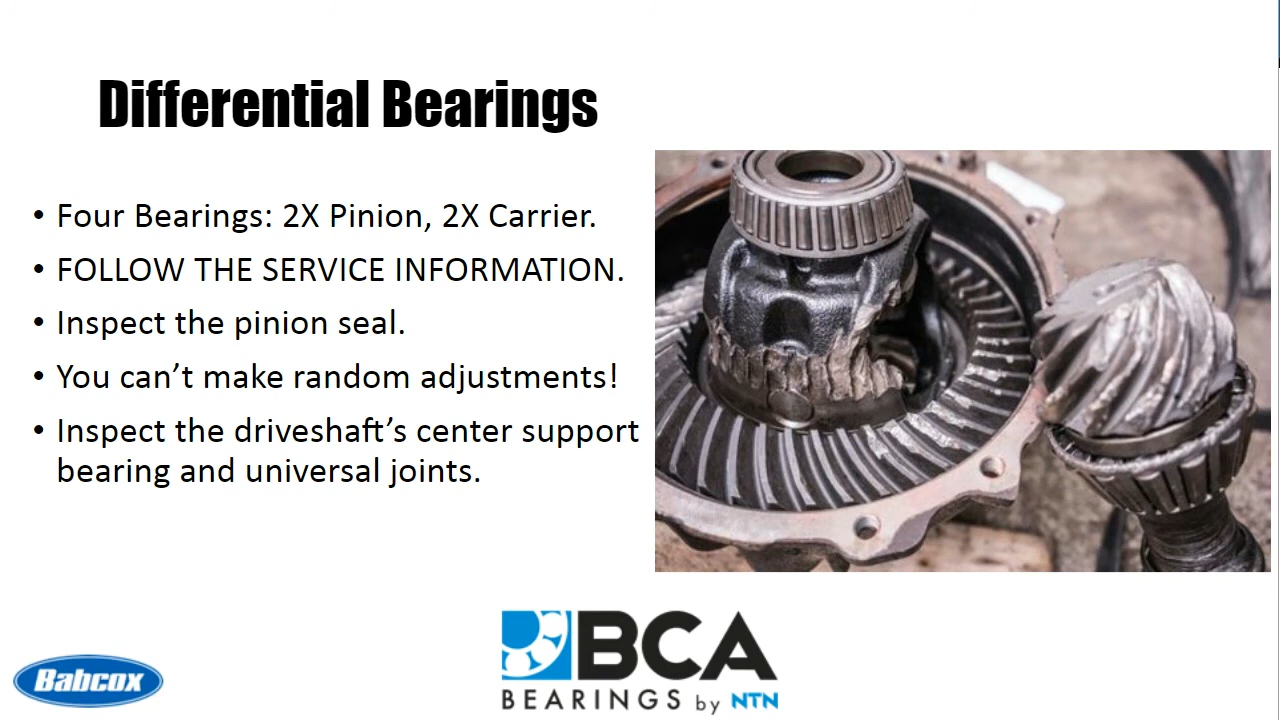 Differential Bearings
• Four Bearings: 2X Pinion, 2X Carrier.
• FOLLOW THE SERVICE INFORMATION.
• Inspect the pinion seal.
• You can’t make random adjustments!
• Inspect the driveshaft’s center support
bearing and universal joints.
Babcox
BCA
BEARINGS by NTN